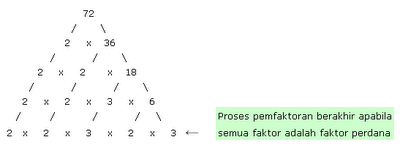 72
2 x 36
2 x 2 x 18
2 x 2 x 3 x 6
2 x 2 x 3 x 2 x 3 ←
Proses pemfaktoran berakhir apabila
semua faktor adalah faktor perdana